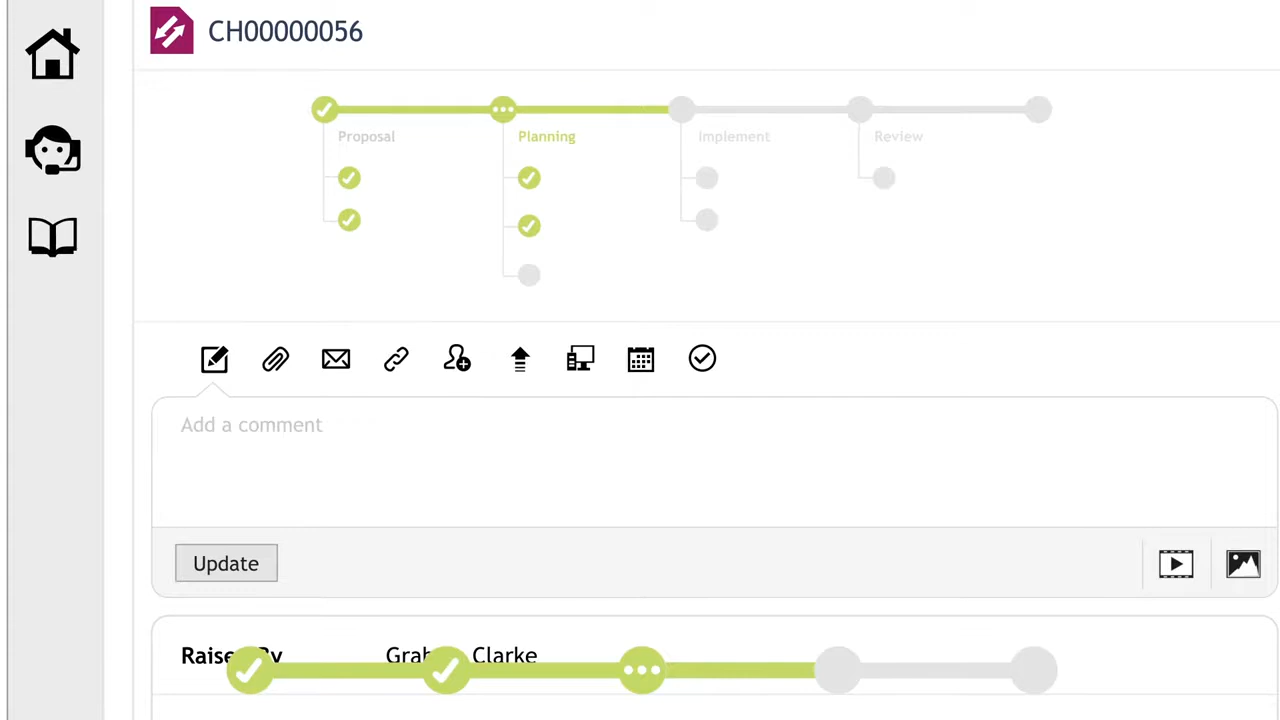 CH00000056
Proposal Planning Implement Review
Add a comment
Update
Clarke